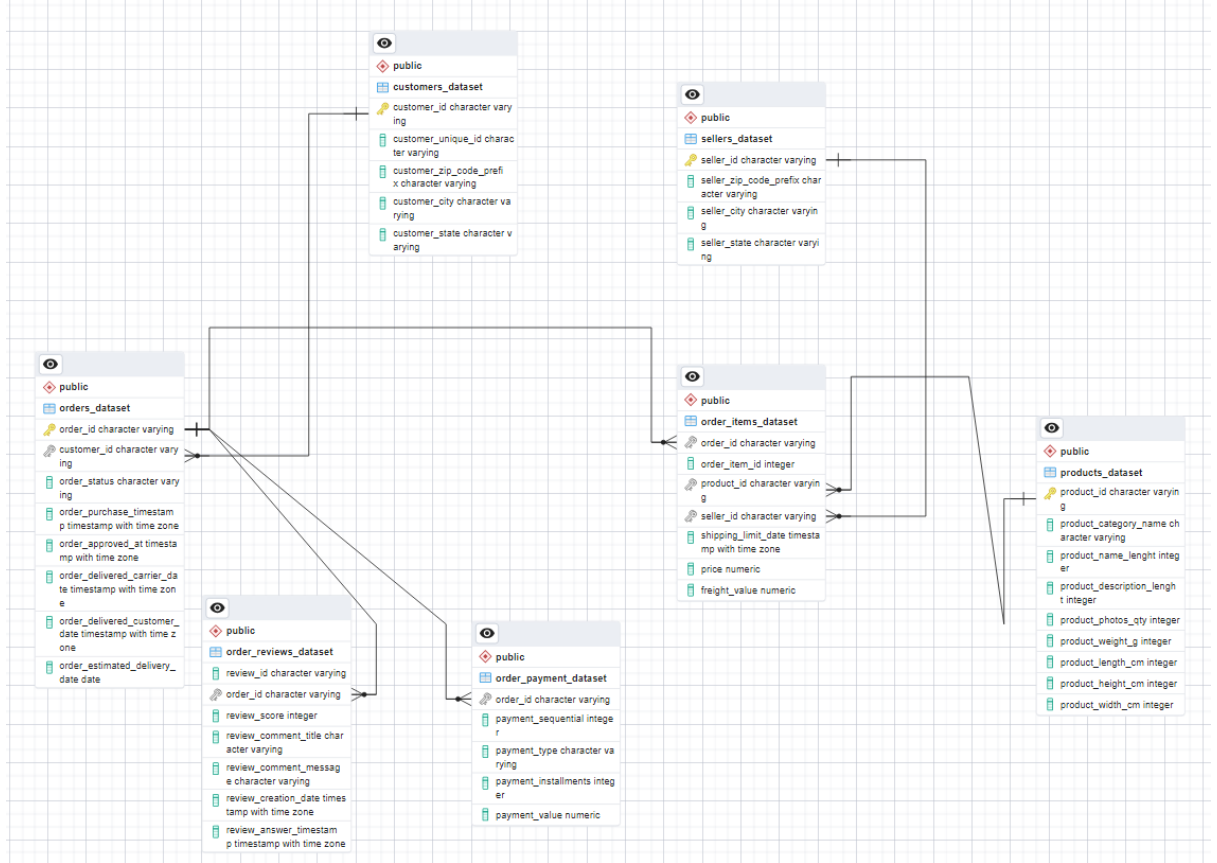 public
customers_dataset
customer_id character vary
ing
customer_unique_id charac
ter varying
customer_zip_code_prefi
x character varying
customer_city character va
rying
customer_state character v
arying
public
sellers_dataset
seller_id character varying
seller_zip_code_prefix char
acter varying
seller_city character varyin
g
seller_state character varyi
ng
public
orders_dataset
order_id character varying
customer_id character vary
ing
order_status character vary
ing
order_purchase_timestam
p timestamp with time zone
order_approved_at timesta
mp with time zone
order_delivered_carrier_da
te timestamp with time zon
e
order_delivered_customer_
date timestamp with time z
one
order_estimated_delivery_
date date
public
order_items_dataset
order_id character varying
order_item_id integer
product_id character varyin
g
seller_id character varying
shipping_limit_date timesta
mp with time zone
price numeric
freight_value numeric
public
products_dataset
product_id character varyin
g
product_category_name ch
aracter varying
product_name_lenght integ
er
product_description_lengh
t integer
product_photos_qty integer
product_weight_g integer
product_length_cm integer
product_height_cm integer
product_width_cm integer
public
order_reviews_dataset
review_id character varying
order_id character varying
review_score integer
review_comment_title char
acter varying
review_comment_messag
e character varying
review_creation_date times
tamp with time zone
review_answer_timestam
p timestamp with time zone
public
order_payment_dataset
order_id character varying
payment_sequential intege
r
payment_type character va
rying
payment_installments integ
er
payment_value numeric